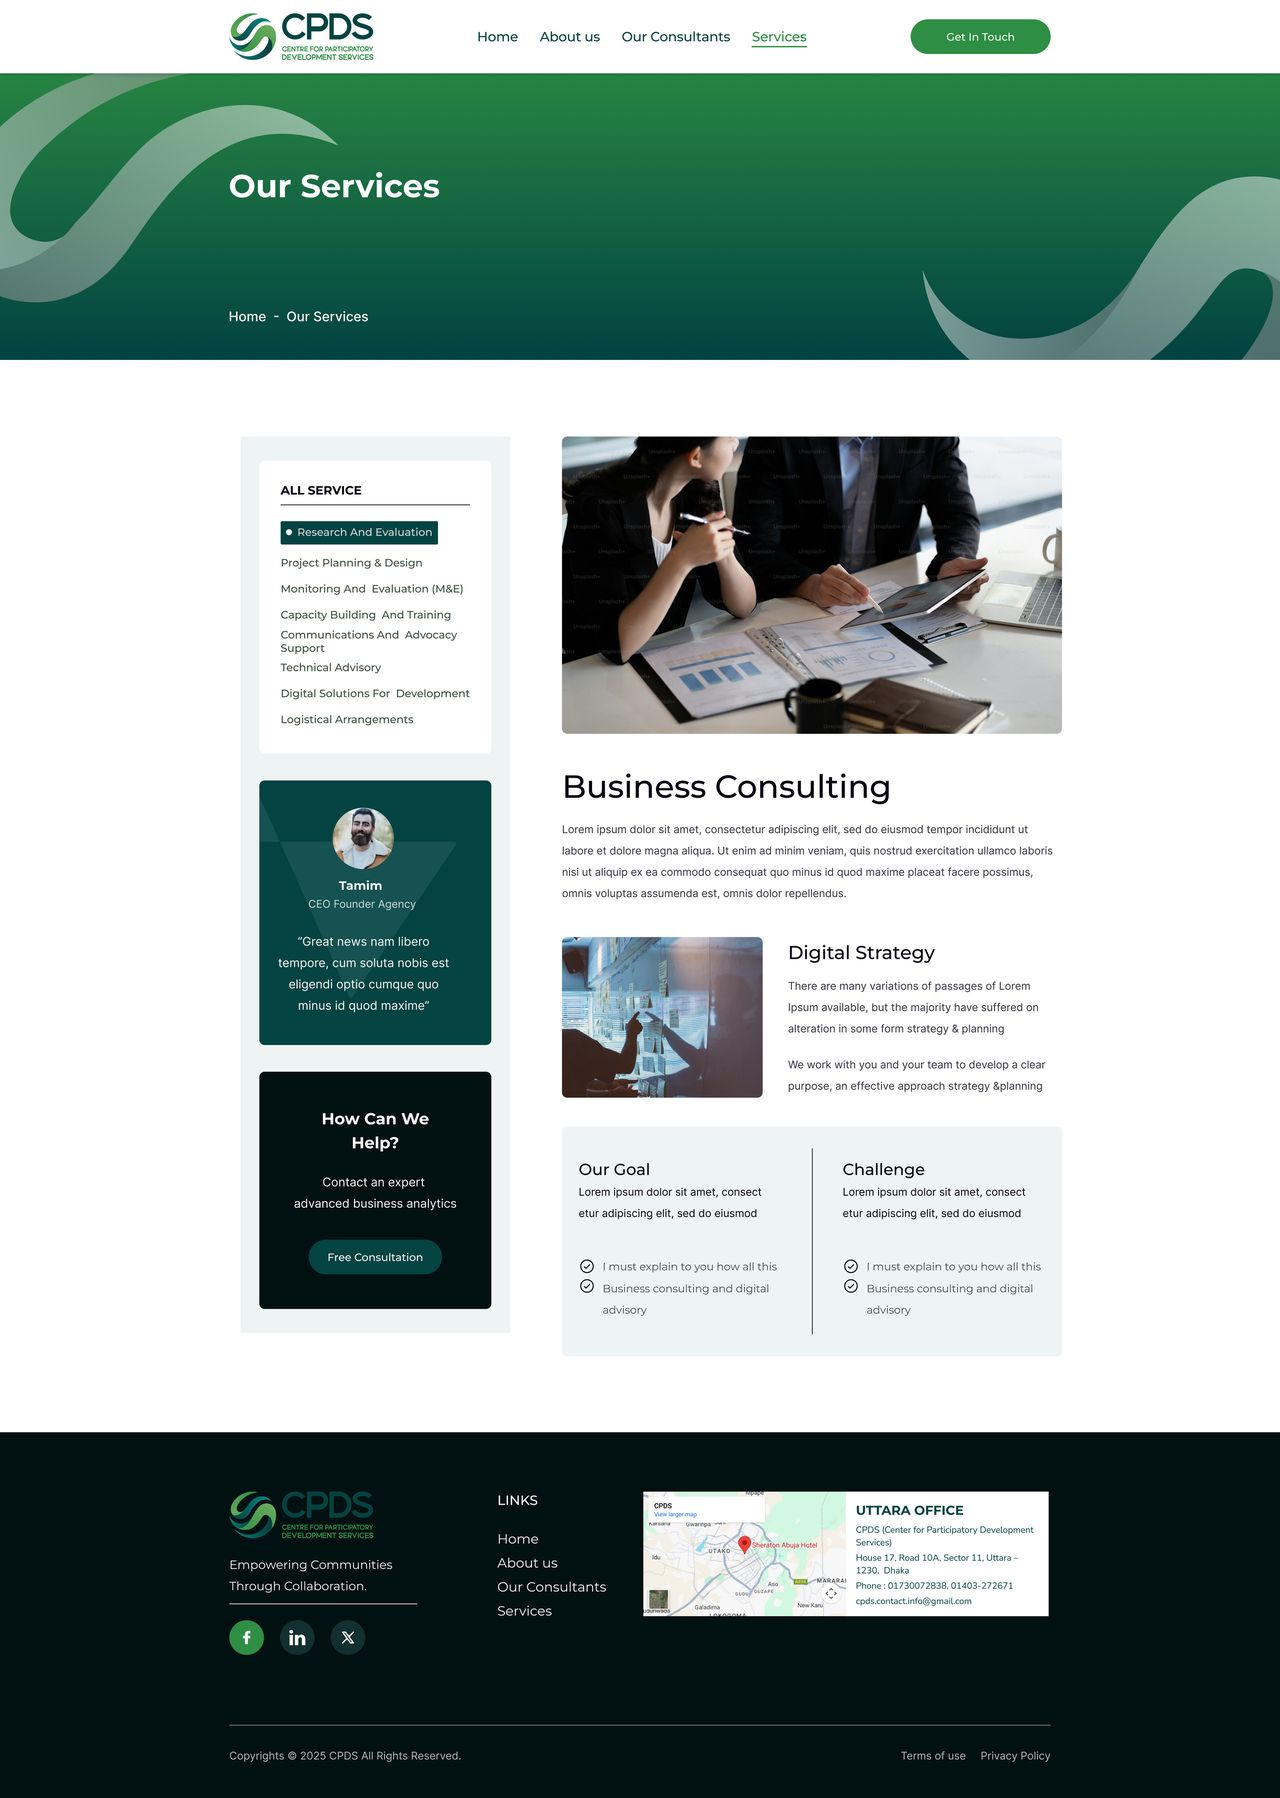 CPDS
CENTRE FOR PARTICIPATORY
DEVELOPMENT SERVICES
Home
About us
Our Consultants
Services
Get In Touch
Our Services
Home - Our Services
ALL SERVICE
Research And Evaluation
Project Planning & Design
Monitoring And Evaluation (M&E)
Capacity Building And Training
Communications And Advocacy
Support
Technical Advisory
Digital Solutions For Development
Logistical Arrangements
Tamim
CEO Founder Agency
“Great news nam libero
tempore, cum soluta nobis est
eligendi optio cumque quo
minus id quod maxime”
How Can We
Help?
Contact an expert
advanced business analytics
Free Consultation
Business Consulting
Lorem ipsum dolor sit amet, consectetur adipiscing elit, sed do eiusmod tempor incididunt ut
labore et dolore magna aliqua. Ut enim ad minim veniam, quis nostrud exercitation ullamco laboris
nisi ut aliquip ex ea commodo consequat quo minus id quod maxime placeat facere possimus,
omnis voluptas assumenda est, omnis dolor repellendus.
Digital Strategy
There are many variations of passages of Lorem
Ipsum available, but the majority have suffered on
alteration in some form strategy & planning
We work with you and your team to develop a clear
purpose, an effective approach strategy &planning
Our Goal
Lorem ipsum dolor sit amet, consect
etur adipiscing elit, sed do eiusmod
I must explain to you how all this
Business consulting and digital
advisory
Challenge
Lorem ipsum dolor sit amet, consect
etur adipiscing elit, sed do eiusmod
I must explain to you how all this
Business consulting and digital
advisory
CPDS
CENTRE FOR PARTICIPATORY
DEVELOPMENT SERVICES
Empowering Communities
Through Collaboration.
LINKS
Home
About us
Our Consultants
Services
CPDS
View larger map
Mpape
Gwarinpa
Idu
UTAKO
Sheraton Abuja Hotel
Aso
GUZAPE
Galadima
New Karu
UTTARA OFFICE
CPDS (Center for Participatory Development
Services)
House 17, Road 10A, Sector 11, Uttara –
1230, Dhaka
Phone : 01730072838, 01403-272671
cpds.contact.info@gmail.com
Copyrights © 2025 CPDS All Rights Reserved.
Terms of use
Privacy Policy